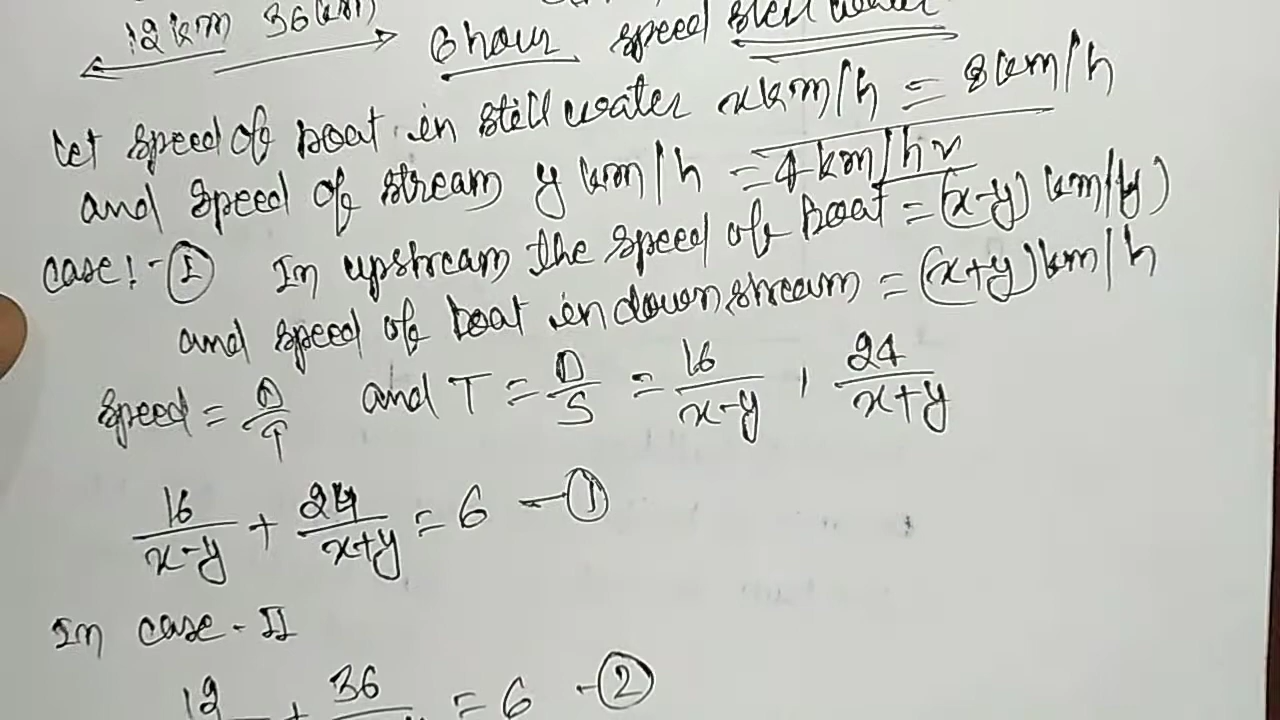 12 km 36 km 6 hour speed still water
Let speed of boat in still water x km/h = 8 km/h
and speed of stream y km/h = 4 km/hr
case:- (I) In upstream the speed of boat = (x-y) km/y)
and speed of boat in down stream = (x+y) km/h
speed = D/T and T = D/S = 16/(x-y) , 24/(x+y)
16/(x-y) + 24/(x+y) = 6 — (1)
In case - II
12 + 36 = 6 - (2)